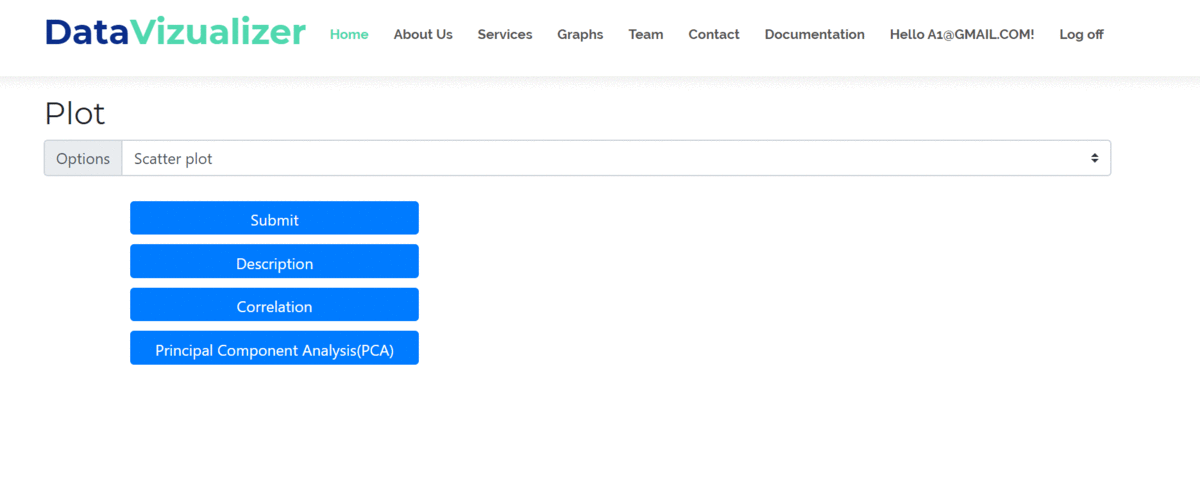 DataVizualizer Home About Us Services Graphs Team Contact Documentation Hello A1@GMAIL.COM! Log off
Plot
Options Scatter plot
Submit
Description
Correlation
Principal Component Analysis(PCA)